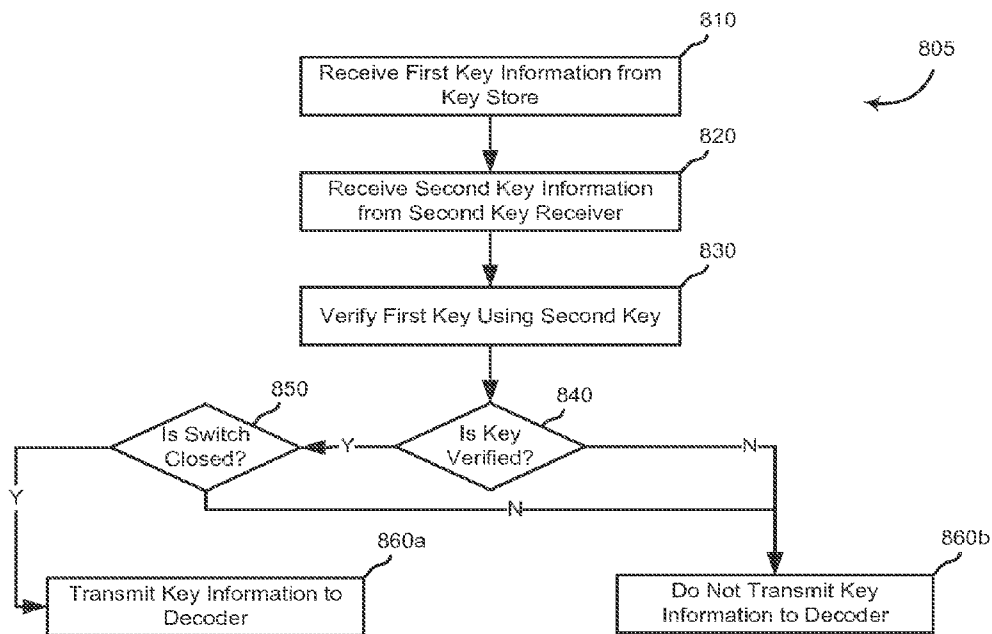 810
805
Receive First Key Information from
Key Store
820
Receive Second Key Information
from Second Key Receiver
830
Verify First Key Using Second Key
850
840
Is Switch
Closed?
Y
Is Key
Verified?
N
Y
N
860a
860b
Transmit Key Information to
Decoder
Do Not Transmit Key
Information to Decoder